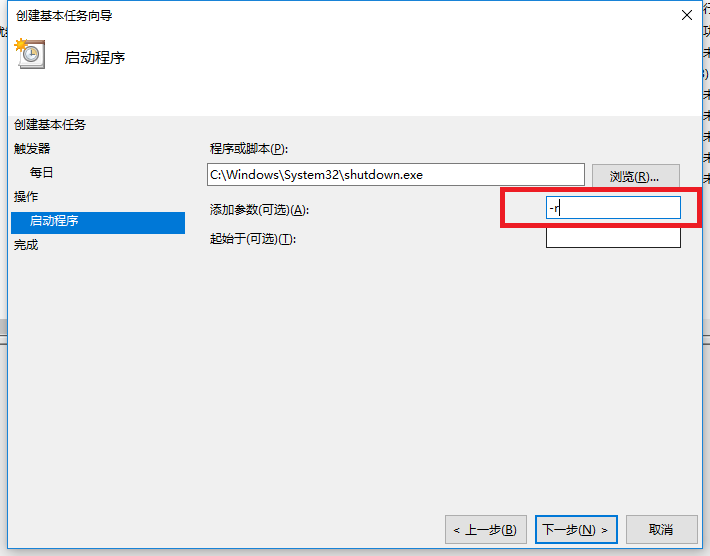 创建基本任务向导
启动程序
创建基本任务
触发器
每日
操作
启动程序
完成
程序或脚本(P):
C:\Windows\System32\shutdown.exe
浏览(R)...
添加参数(可选)(A):
-r
起始于(可选)(T):
< 上一步(B)
下一步(N) >
取消